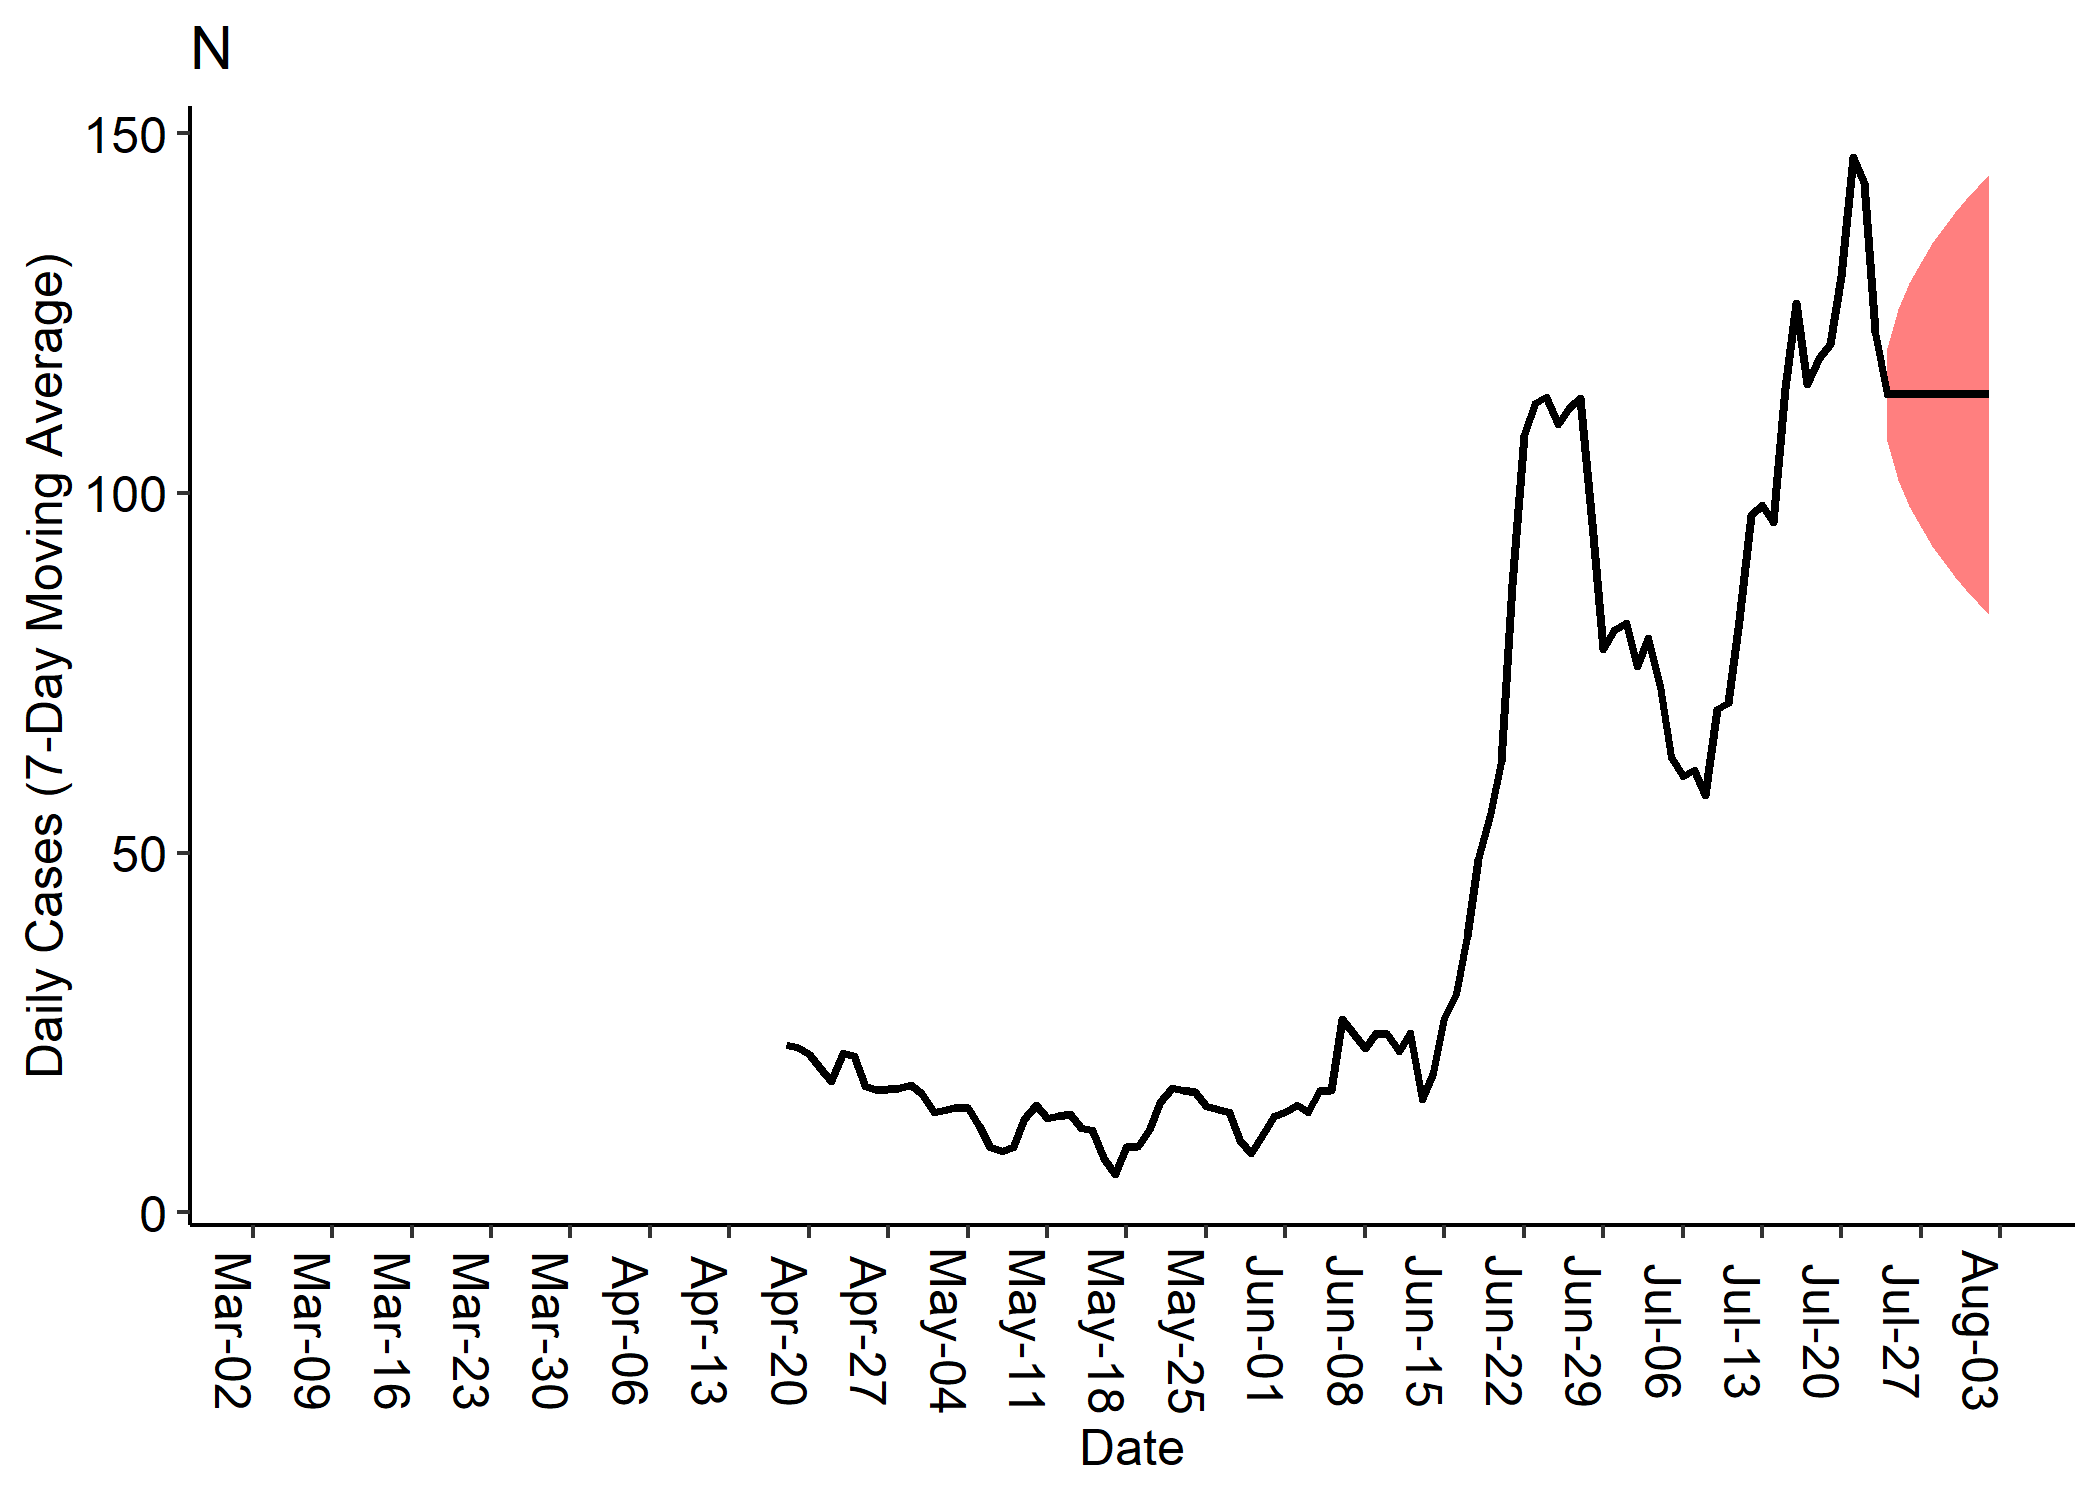 N
Daily Cases (7-Day Moving Average)
150
100
50
0
Mar-02
Mar-09
Mar-16
Mar-23
Mar-30
Apr-06
Apr-13
Apr-20
Apr-27
May-04
May-11
May-18
May-25
Jun-01
Jun-08
Jun-15
Jun-22
Jun-29
Jul-06
Jul-13
Jul-20
Jul-27
Aug-03
Date